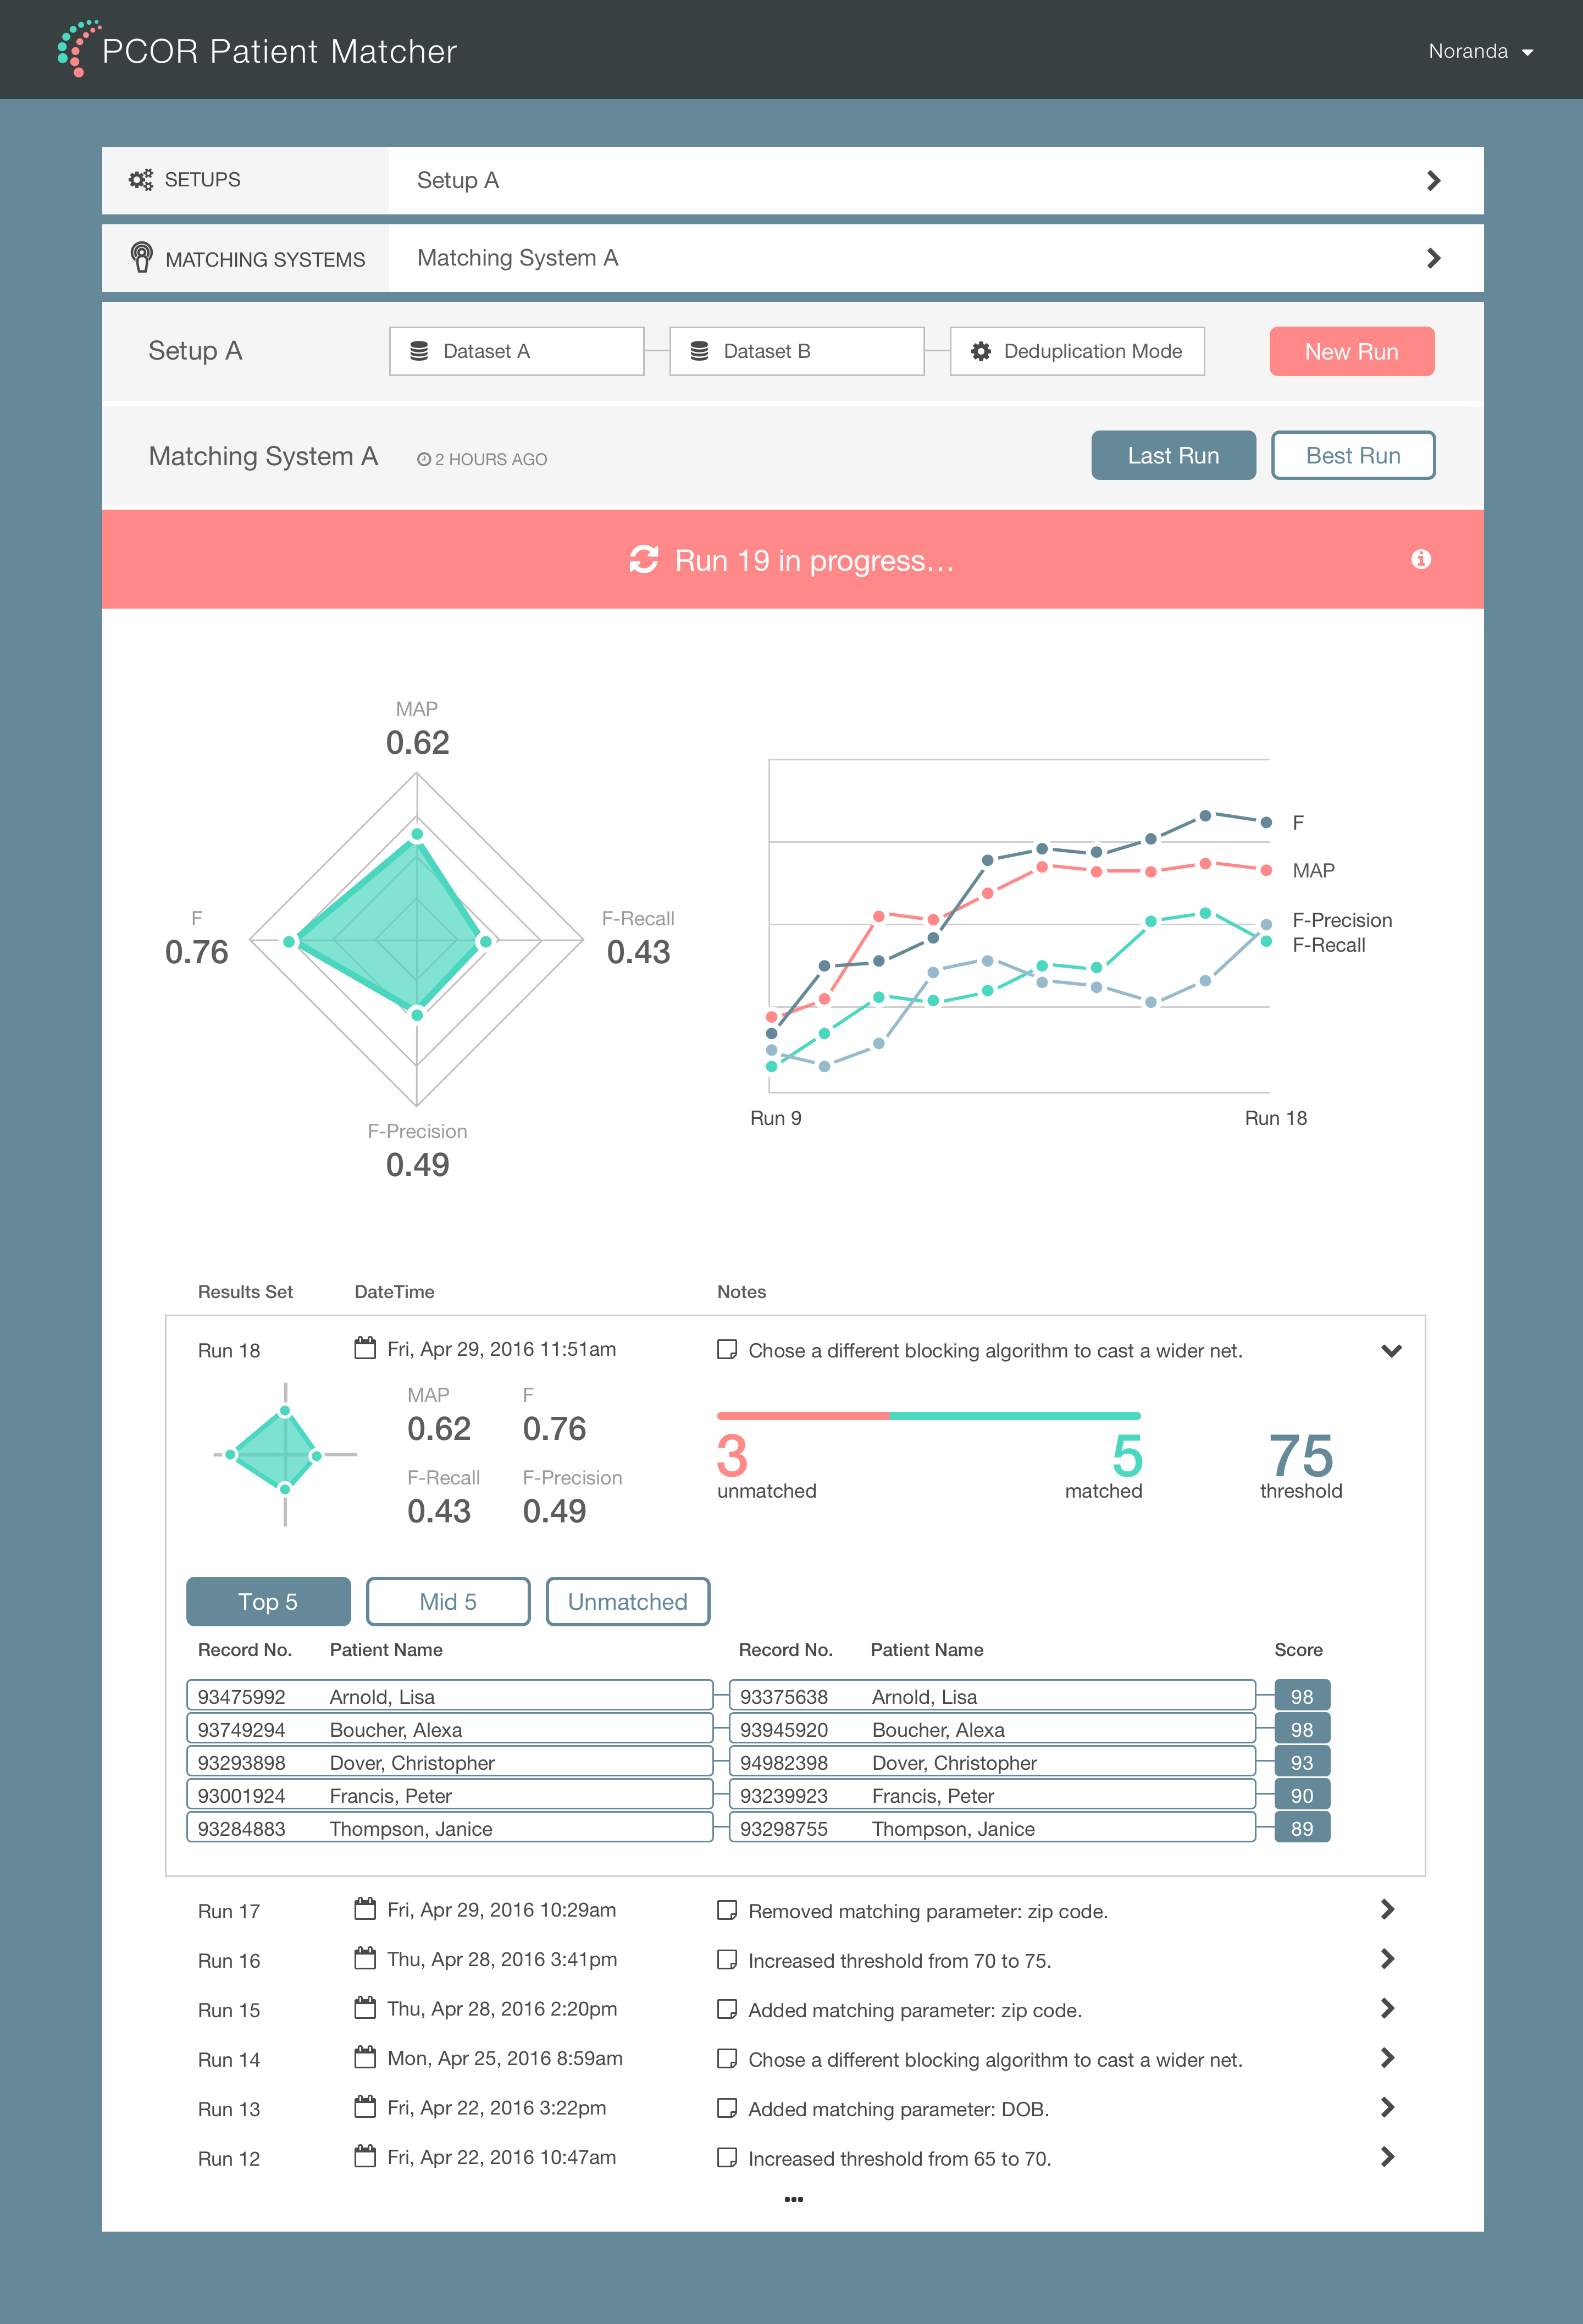 PCOR Patient Matcher
Noranda
SETUPS Setup A
MATCHING SYSTEMS Matching System A
Setup A Dataset A Dataset B Deduplication Mode New Run
Matching System A 2 HOURS AGO Last Run Best Run
Run 19 in progress...
MAP
0.62
F
0.76
F-Recall
0.43
F-Precision
0.49
F
MAP
F-Precision
F-Recall
Run 9 Run 18
Results Set DateTime Notes
Run 18 Fri, Apr 29, 2016 11:51am Chose a different blocking algorithm to cast a wider net.
MAP F
0.62 0.76
F-Recall F-Precision
0.43 0.49
3 5 75
unmatched matched threshold
Top 5 Mid 5 Unmatched
Record No. Patient Name Record No. Patient Name Score
93475992 Arnold, Lisa 93375638 Arnold, Lisa 98
93749294 Boucher, Alexa 93945920 Boucher, Alexa 98
93293898 Dover, Christopher 94982398 Dover, Christopher 93
93001924 Francis, Peter 93239923 Francis, Peter 90
93284883 Thompson, Janice 93298755 Thompson, Janice 89
Run 17 Fri, Apr 29, 2016 10:29am Removed matching parameter: zip code.
Run 16 Thu, Apr 28, 2016 3:41pm Increased threshold from 70 to 75.
Run 15 Thu, Apr 28, 2016 2:20pm Added matching parameter: zip code.
Run 14 Mon, Apr 25, 2016 8:59am Chose a different blocking algorithm to cast a wider net.
Run 13 Fri, Apr 22, 2016 3:22pm Added matching parameter: DOB.
Run 12 Fri, Apr 22, 2016 10:47am Increased threshold from 65 to 70.
...